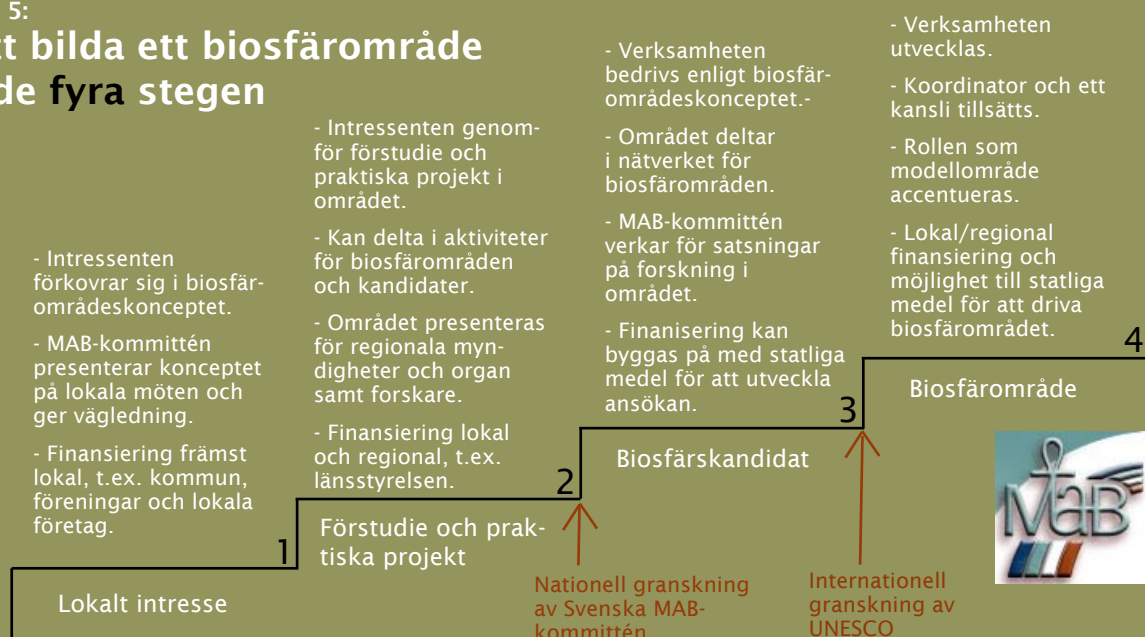 5:
tt bilda ett biosfärområde
de fyra stegen
- Intressenten
förkovrar sig i biosfär-
områdeskonceptet.
- MAB-kommittén
presenterar konceptet
på lokala möten och
ger vägledning.
- Finansiering främst
lokal, t.ex. kommun,
föreningar och lokala
företag.
1
Lokalt intresse
- Intressenten genom-
för förstudie och
praktiska projekt i
området.
- Kan delta i aktiviteter
för biosfärområden
och kandidater.
- Området presenteras
för regionala myn-
digheter och organ
samt forskare.
- Finansiering lokal
och regional, t.ex.
länsstyrelsen.
2
Förstudie och prak-
tiska projekt
Nationell granskning
av Svenska MAB-
kommittén
- Verksamheten
bedrivs enligt biosfär-
områdeskonceptet.-
- Området deltar
i nätverket för
biosfärområden.
- MAB-kommittén
verkar för satsningar
på forskning i
området.
- Finanisering kan
byggas på med statliga
medel för att utveckla
ansökan.
3
Biosfärskandidat
Internationell
granskning av
UNESCO
- Verksamheten
utvecklas.
- Koordinator och ett
kansli tillsätts.
- Rollen som
modellområde
accentueras.
- Lokal/regional
finansiering och
möjlighet till statliga
medel för att driva
biosfärområdet.
4
Biosfärområde
MaB